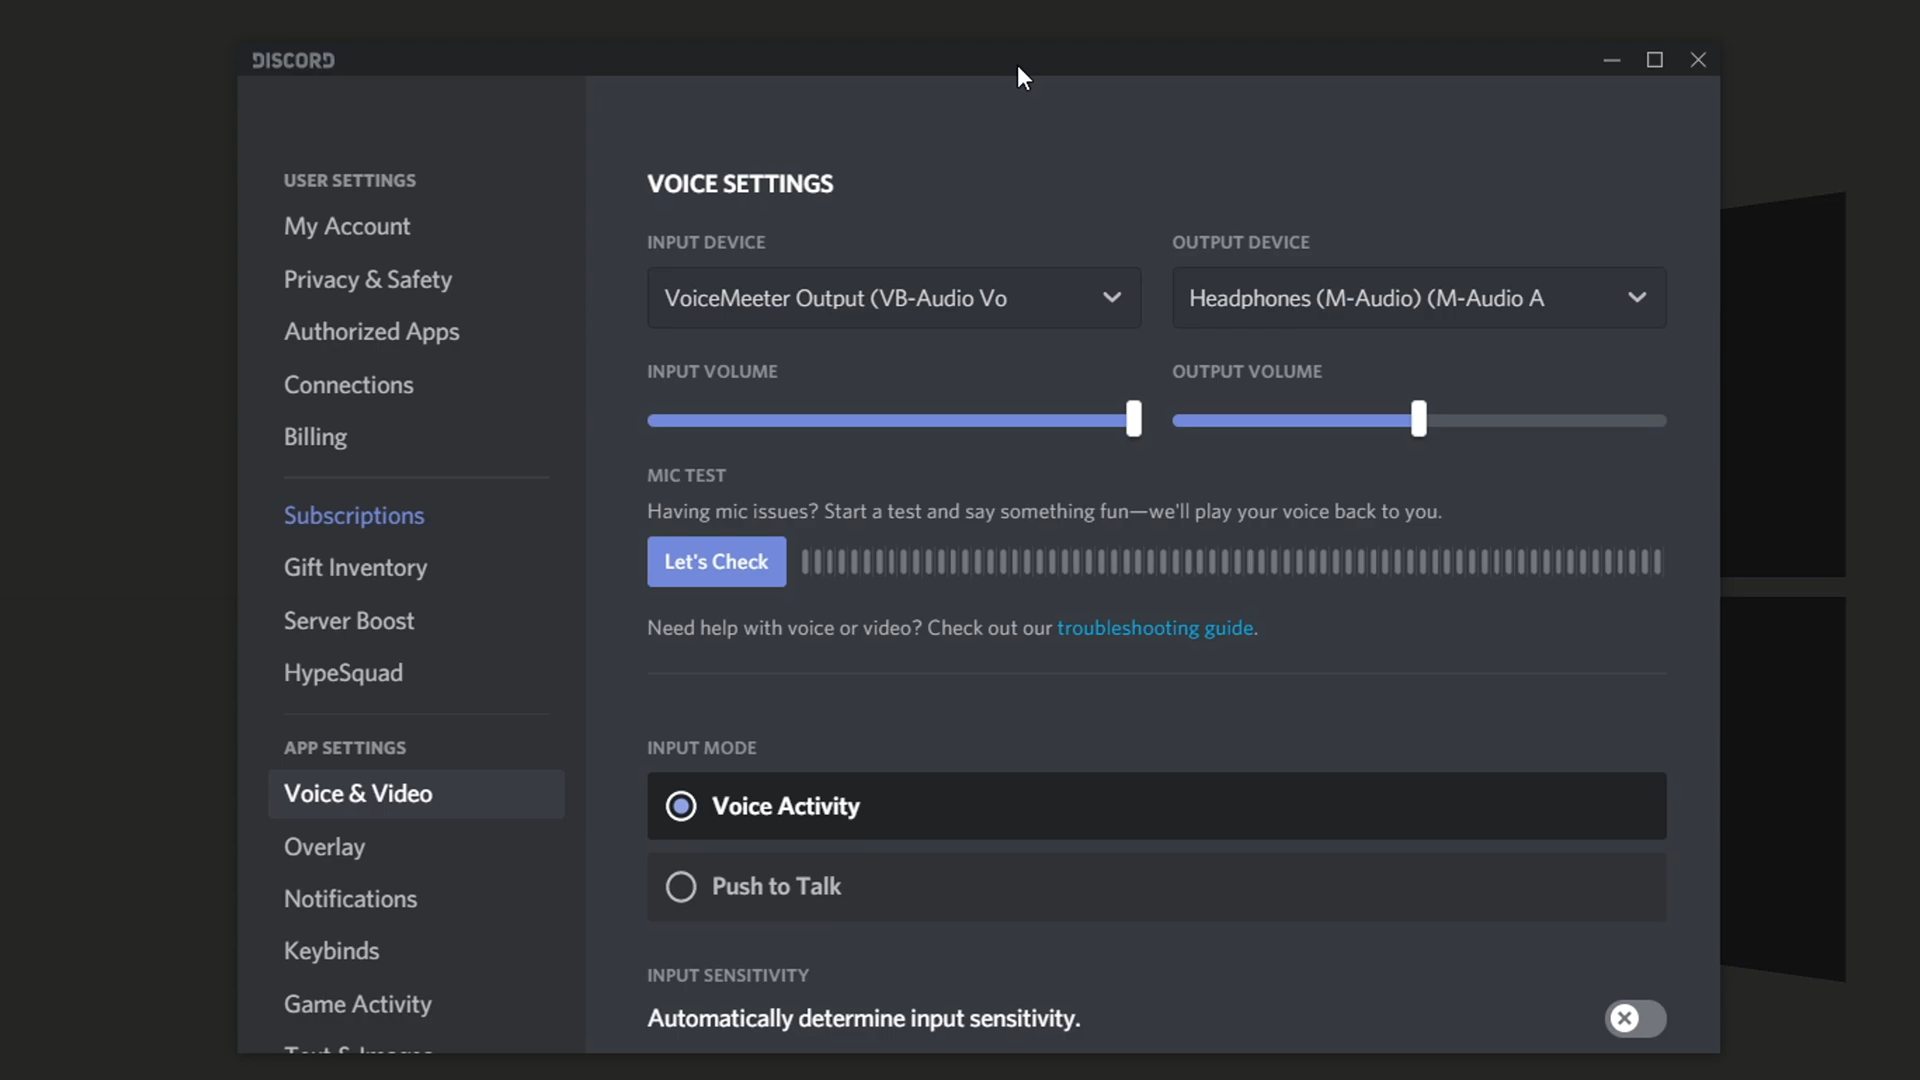 DISCORD
USER SETTINGS
My Account
Privacy & Safety
Authorized Apps
Connections
Billing
Subscriptions
Gift Inventory
Server Boost
HypeSquad
APP SETTINGS
Voice & Video
Overlay
Notifications
Keybinds
Game Activity
Text & Images
VOICE SETTINGS
INPUT DEVICE
VoiceMeeter Output (VB-Audio Vo
OUTPUT DEVICE
Headphones (M-Audio) (M-Audio A
INPUT VOLUME
OUTPUT VOLUME
MIC TEST
Having mic issues? Start a test and say something fun—we'll play your voice back to you.
Let's Check
Need help with voice or video? Check out our troubleshooting guide.
INPUT MODE
Voice Activity
Push to Talk
INPUT SENSITIVITY
Automatically determine input sensitivity.